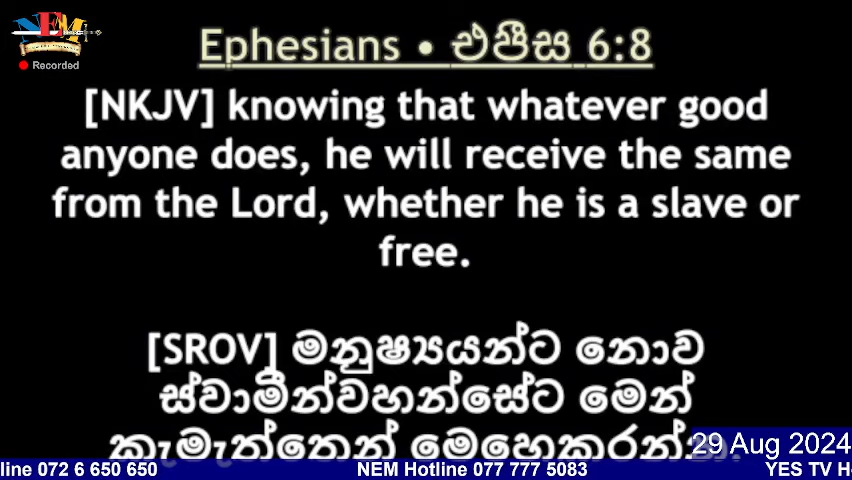 NEM
Recorded
Ephesians • එපීස 6:8
[NKJV] knowing that whatever good
anyone does, he will receive the same
from the Lord, whether he is a slave or
free.
[SROV] මනුෂ්‍යයන්ට නොව
ස්වාමීන්වහන්සේට මෙන්
කැමැත්තෙන් මෙහෙකරන්න.
29 Aug 2024
line 072 6 650 650 NEM Hotline 077 777 5083 YES TV H